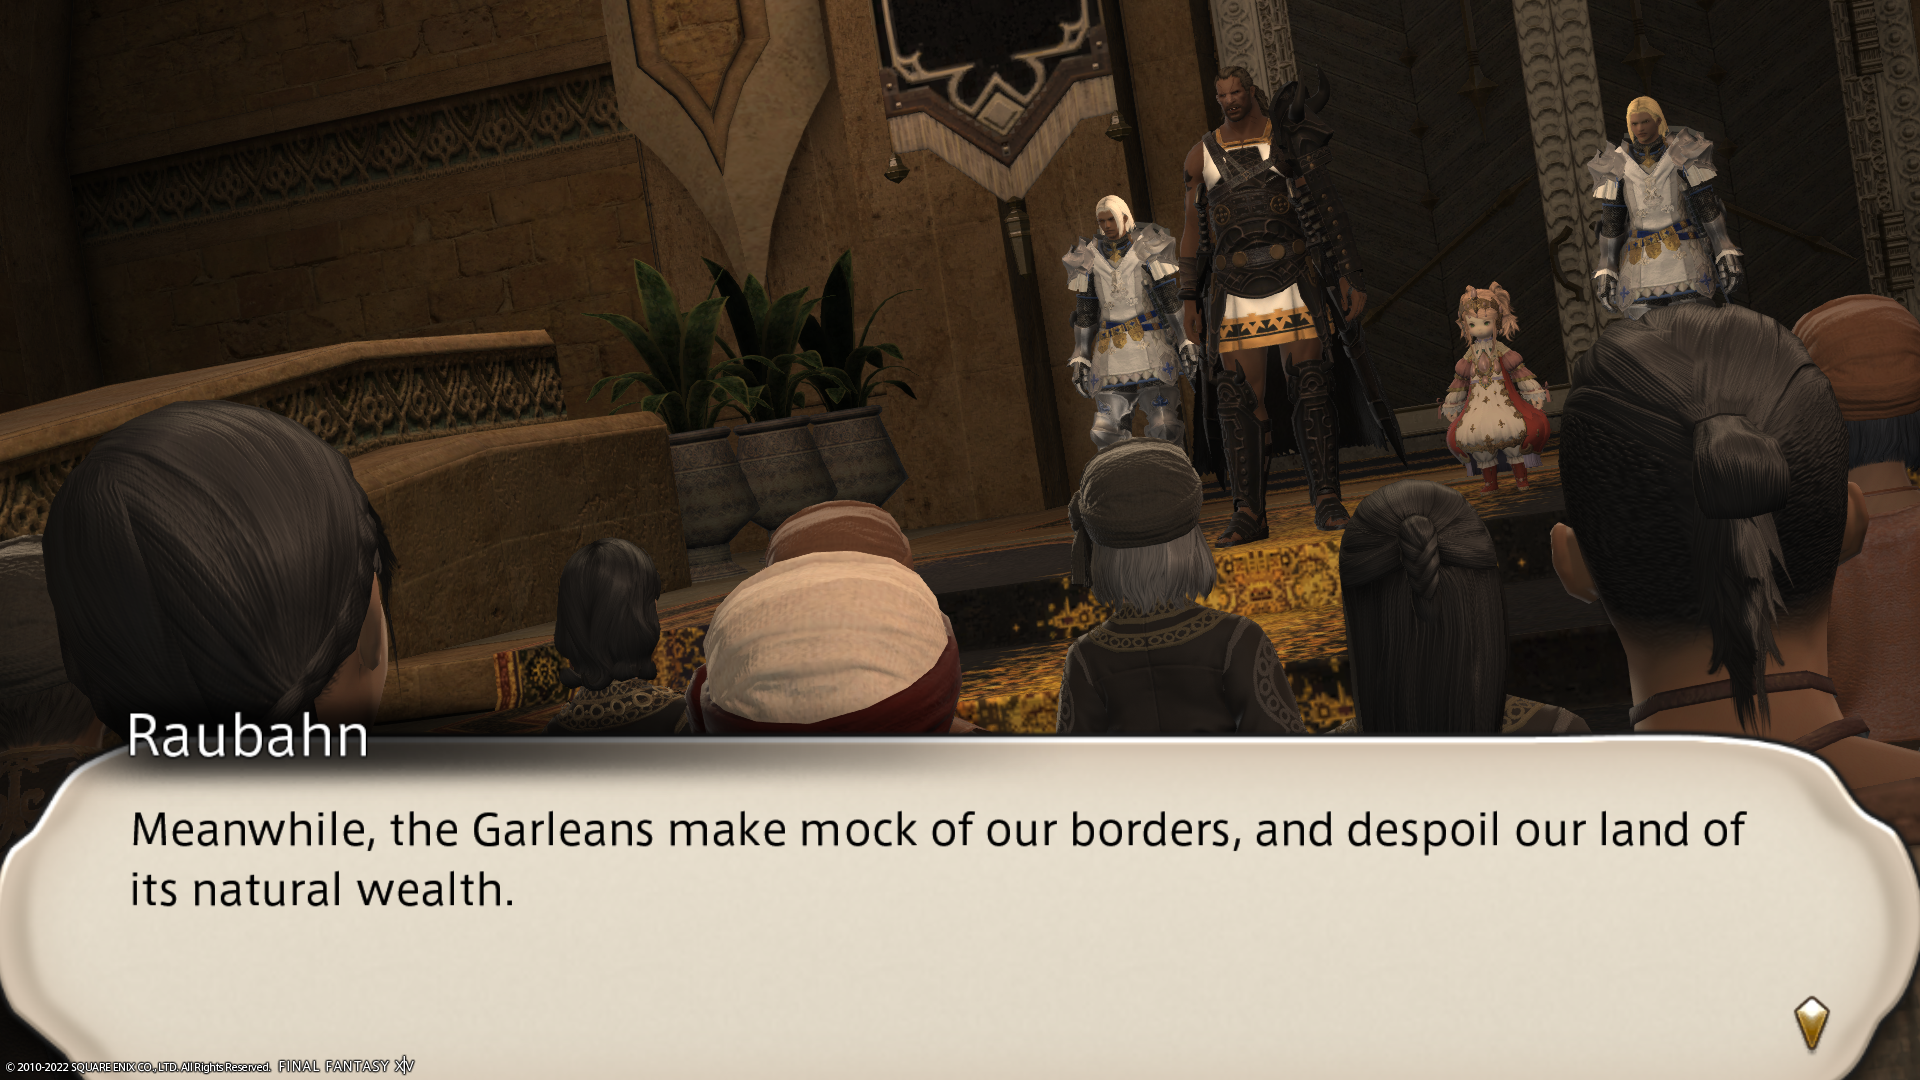 Raubahn
Meanwhile, the Garleans make mock of our borders, and despoil our land of
its natural wealth.
© 2010-2022 SQUARE ENIX CO., LTD. All Rights Reserved. FINAL FANTASY XIV